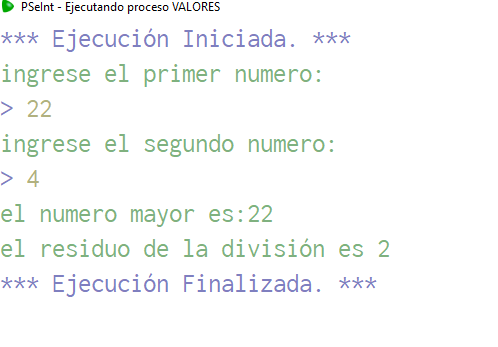 PSeInt - Ejecutando proceso VALORES
*** Ejecución Iniciada. ***
ingrese el primer numero:
> 22
ingrese el segundo numero:
> 4
el numero mayor es:22
el residuo de la división es 2
*** Ejecución Finalizada. ***